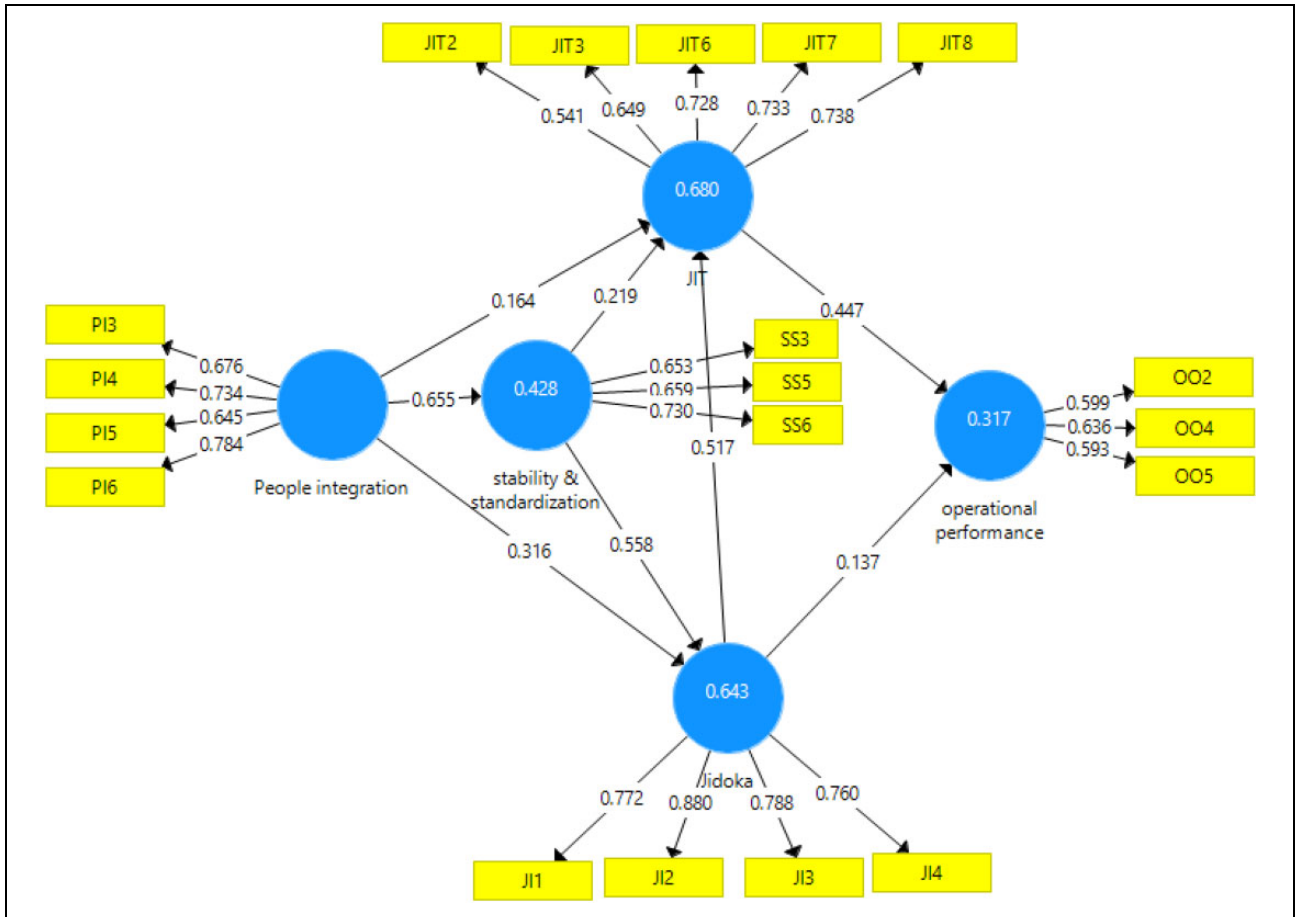 JIT2
JIT3
JIT6
JIT7
JIT8
0.541
0.649
0.728
0.733
0.738
0.680
JIT
0.164
0.219
0.447
PI3
PI4
PI5
PI6
0.676
0.734
0.645
0.784
People integration
0.655
0.428
stability &
standardization
0.653
0.659
0.730
SS3
SS5
SS6
0.517
0.317
operational
performance
0.599
0.636
0.593
OO2
OO4
OO5
0.316
0.558
0.137
0.643
Jidoka
0.772
0.880
0.788
0.760
JI1
JI2
JI3
JI4